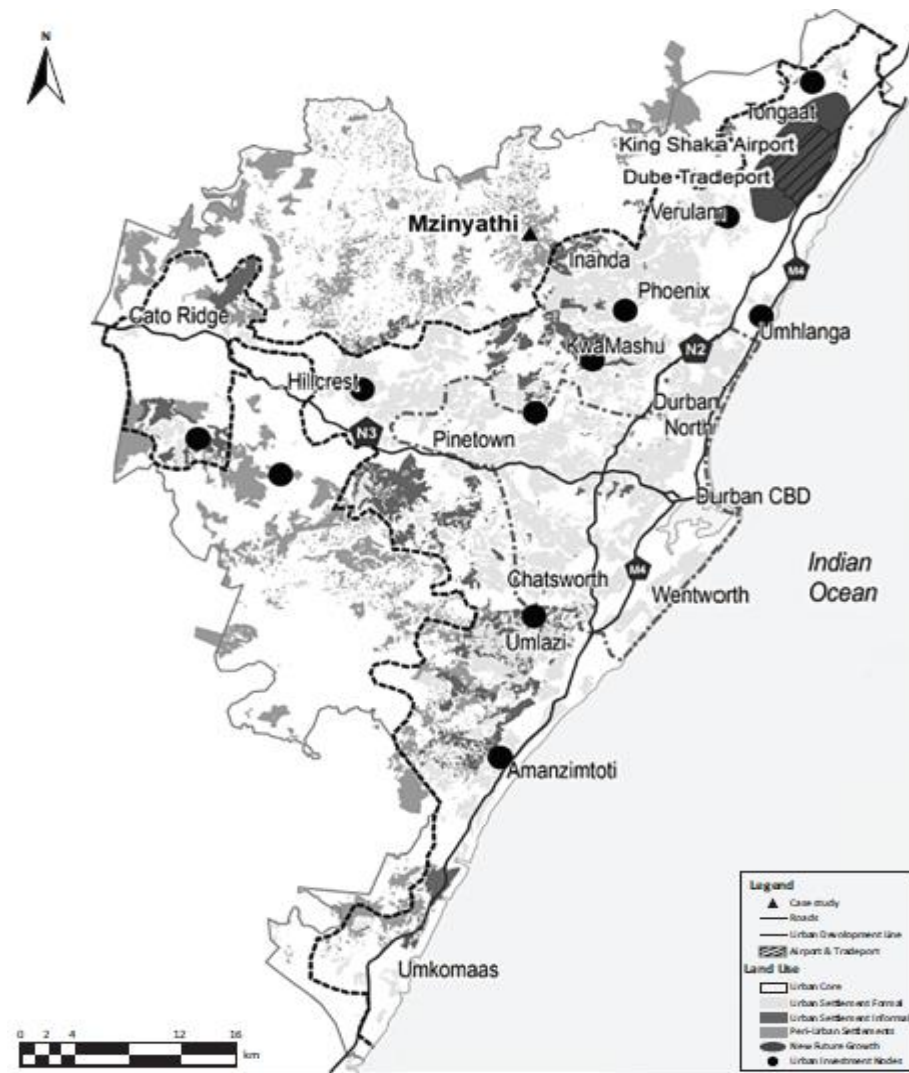 N
Tongaat
King Shaka Airport
Dube Tradeport
Verulam
Mzinyathi
Inanda
M4
Phoenix
Cato Ridge
Umhlanga
KwaMashu
N2
Hillcrest
Durban
North
N3
Pinetown
Durban CBD
Indian
Ocean
Chatsworth
M4
Wentworth
Umlazi
Amanzimtoti
Umkomaas
0 2 4 12 16
km
Legend
Case study
Roads
Urban Development Line
Airport & Tradeport
Land Use
Urban Core
Urban Settlement Formal
Urban Settlement Informal
Peri-Urban Settlements
New Future Growth
Urban Investment Nodes